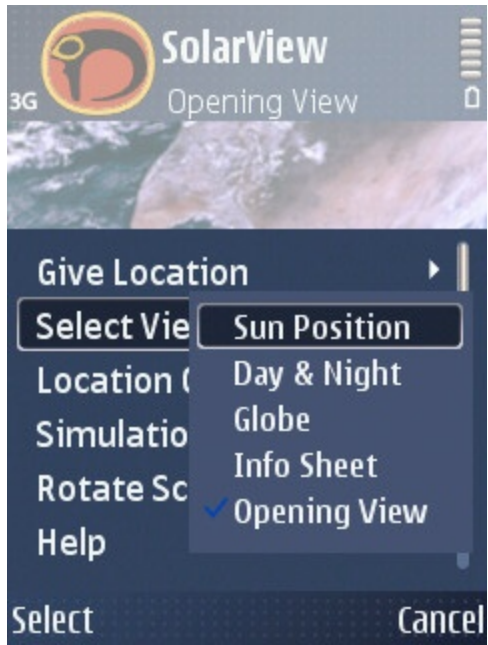 SolarView
3G
Opening View
Give Location
Select Vie
Sun Position
Location
Day & Night
Globe
Simulatio
Info Sheet
Rotate Sc
Opening View
Help
Select
Cancel